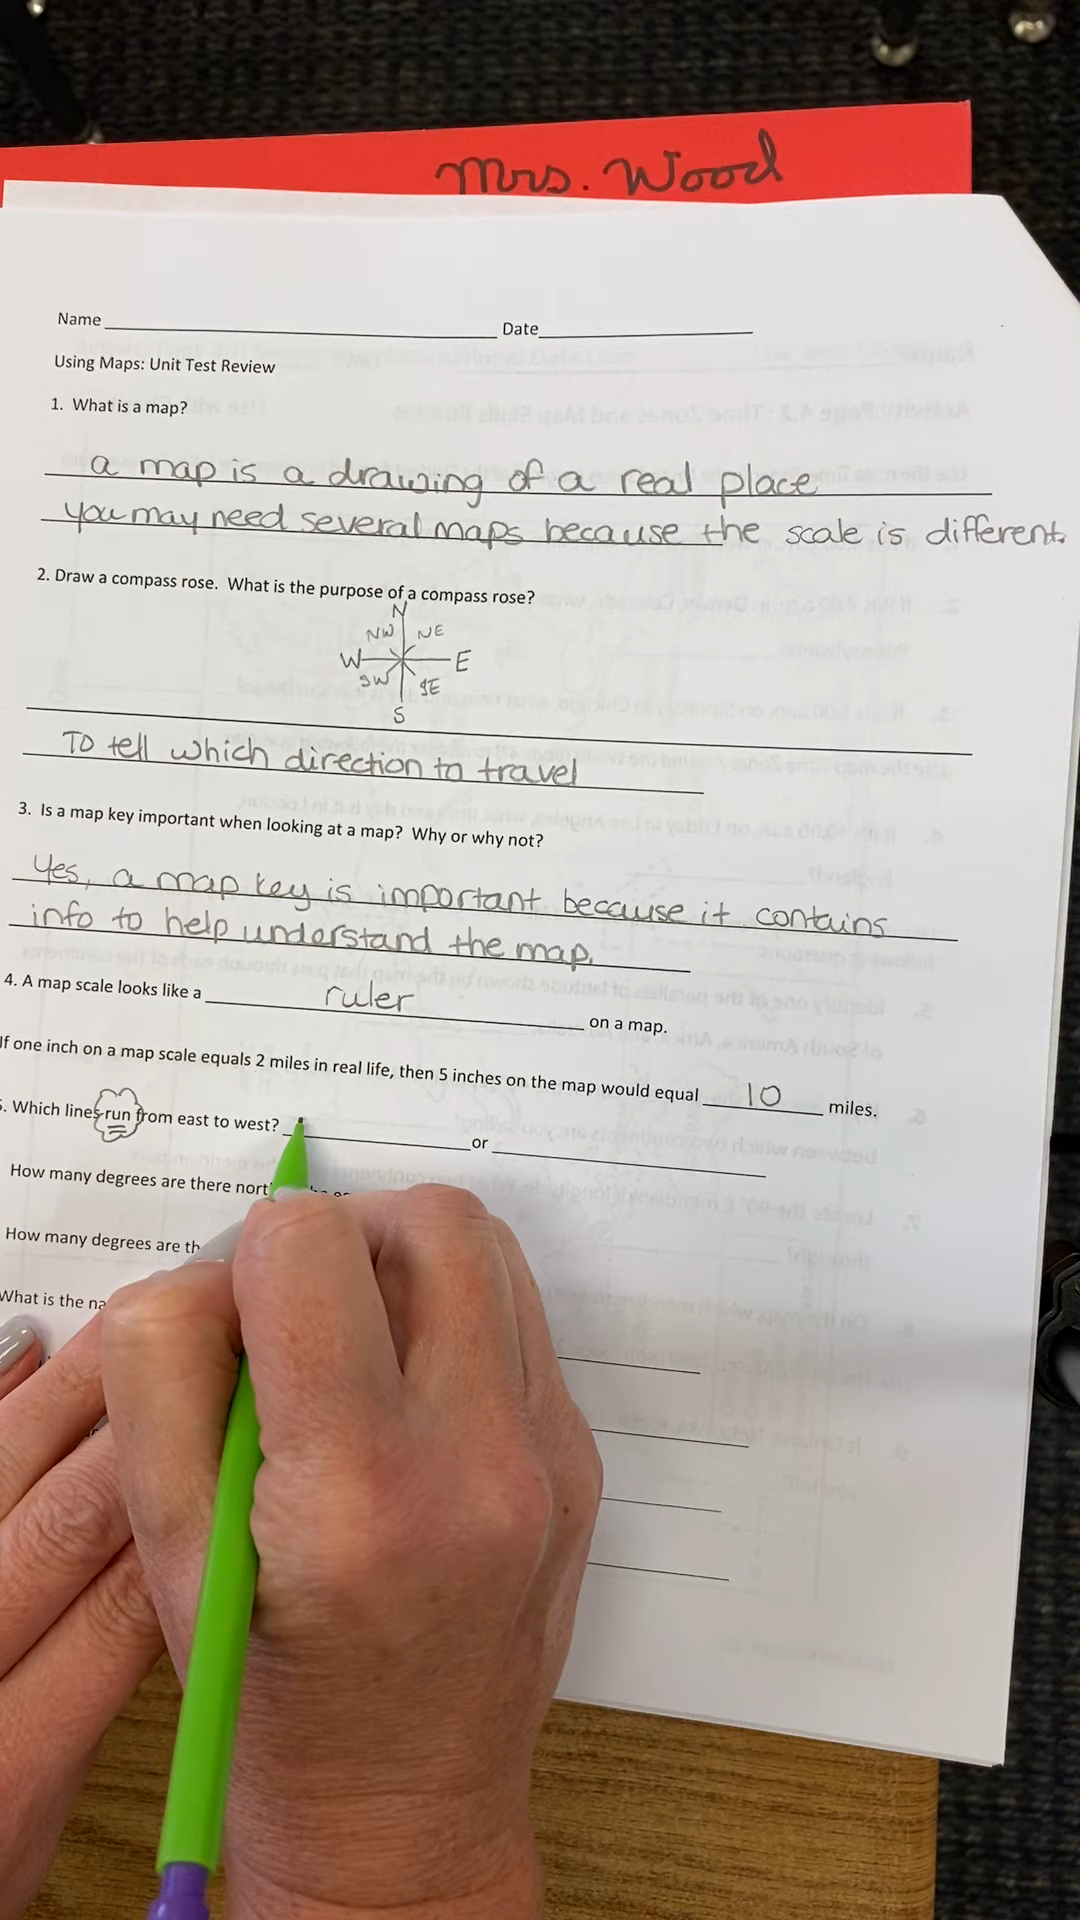 Mrs. Wood
Name Date
Using Maps: Unit Test Review
1. What is a map?
a map is a drawing of a real place
you may need several maps because the scale is different.
2. Draw a compass rose. What is the purpose of a compass rose?
N
NW NE
W E
SW SE
S
To tell which direction to travel
3. Is a map key important when looking at a map? Why or why not?
Yes, a map key is important because it contains
info to help understand the map.
4. A map scale looks like a ruler on a map.
If one inch on a map scale equals 2 miles in real life, then 5 inches on the map would equal 10 miles.
. Which lines run from east to west? or
How many degrees are there
How many degrees are
What is the